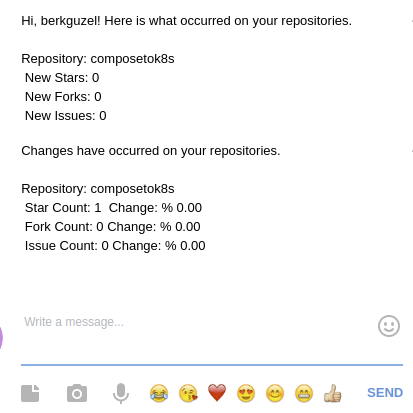 Hi, berkguzel! Here is what occurred on your repositories.
Repository: composetok8s
New Stars: 0
New Forks: 0
New Issues: 0
Changes have occurred on your repositories.
Repository: composetok8s
Star Count: 1  Change: % 0.00
Fork Count: 0 Change: % 0.00
Issue Count: 0 Change: % 0.00
Write a message...
SEND